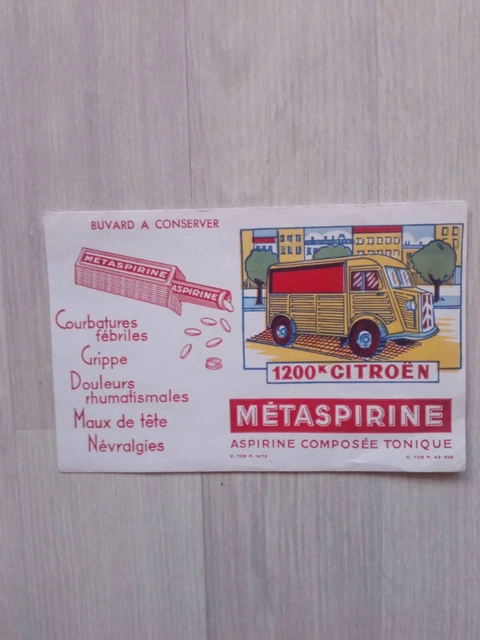 BUVARD A CONSERVER
METASPIRINE
ASPIRINE
Courbatures
fébriles
Grippe
Douleurs
rhumatismales
Maux de tête
Névralgies
1200K CITROËN
MÉTASPIRINE
ASPIRINE COMPOSÉE TONIQUE